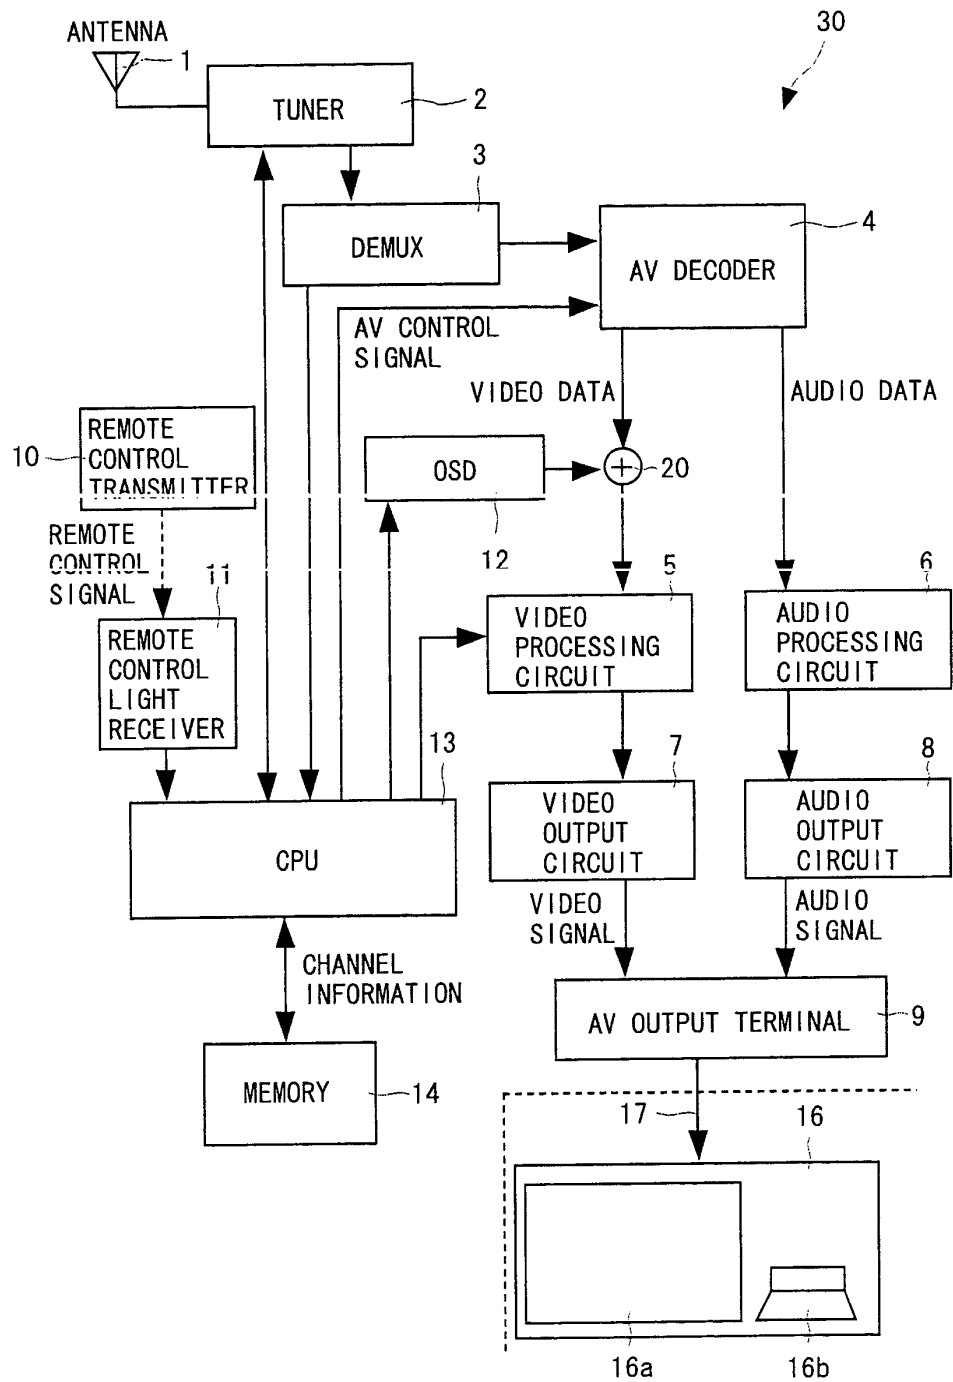 ANTENNA
1
30
TUNER
2
3
DEMUX
4
AV DECODER
AV CONTROL
SIGNAL
VIDEO DATA
AUDIO DATA
10
REMOTE
CONTROL
TRANSMITTER
OSD
20
REMOTE
CONTROL
SIGNAL
12
11
5
6
REMOTE
CONTROL
LIGHT
RECEIVER
VIDEO
PROCESSING
CIRCUIT
AUDIO
PROCESSING
CIRCUIT
13
7
8
CPU
VIDEO
OUTPUT
CIRCUIT
AUDIO
OUTPUT
CIRCUIT
VIDEO
SIGNAL
AUDIO
SIGNAL
CHANNEL
INFORMATION
AV OUTPUT TERMINAL
9
MEMORY
14
17
16
16a
16b